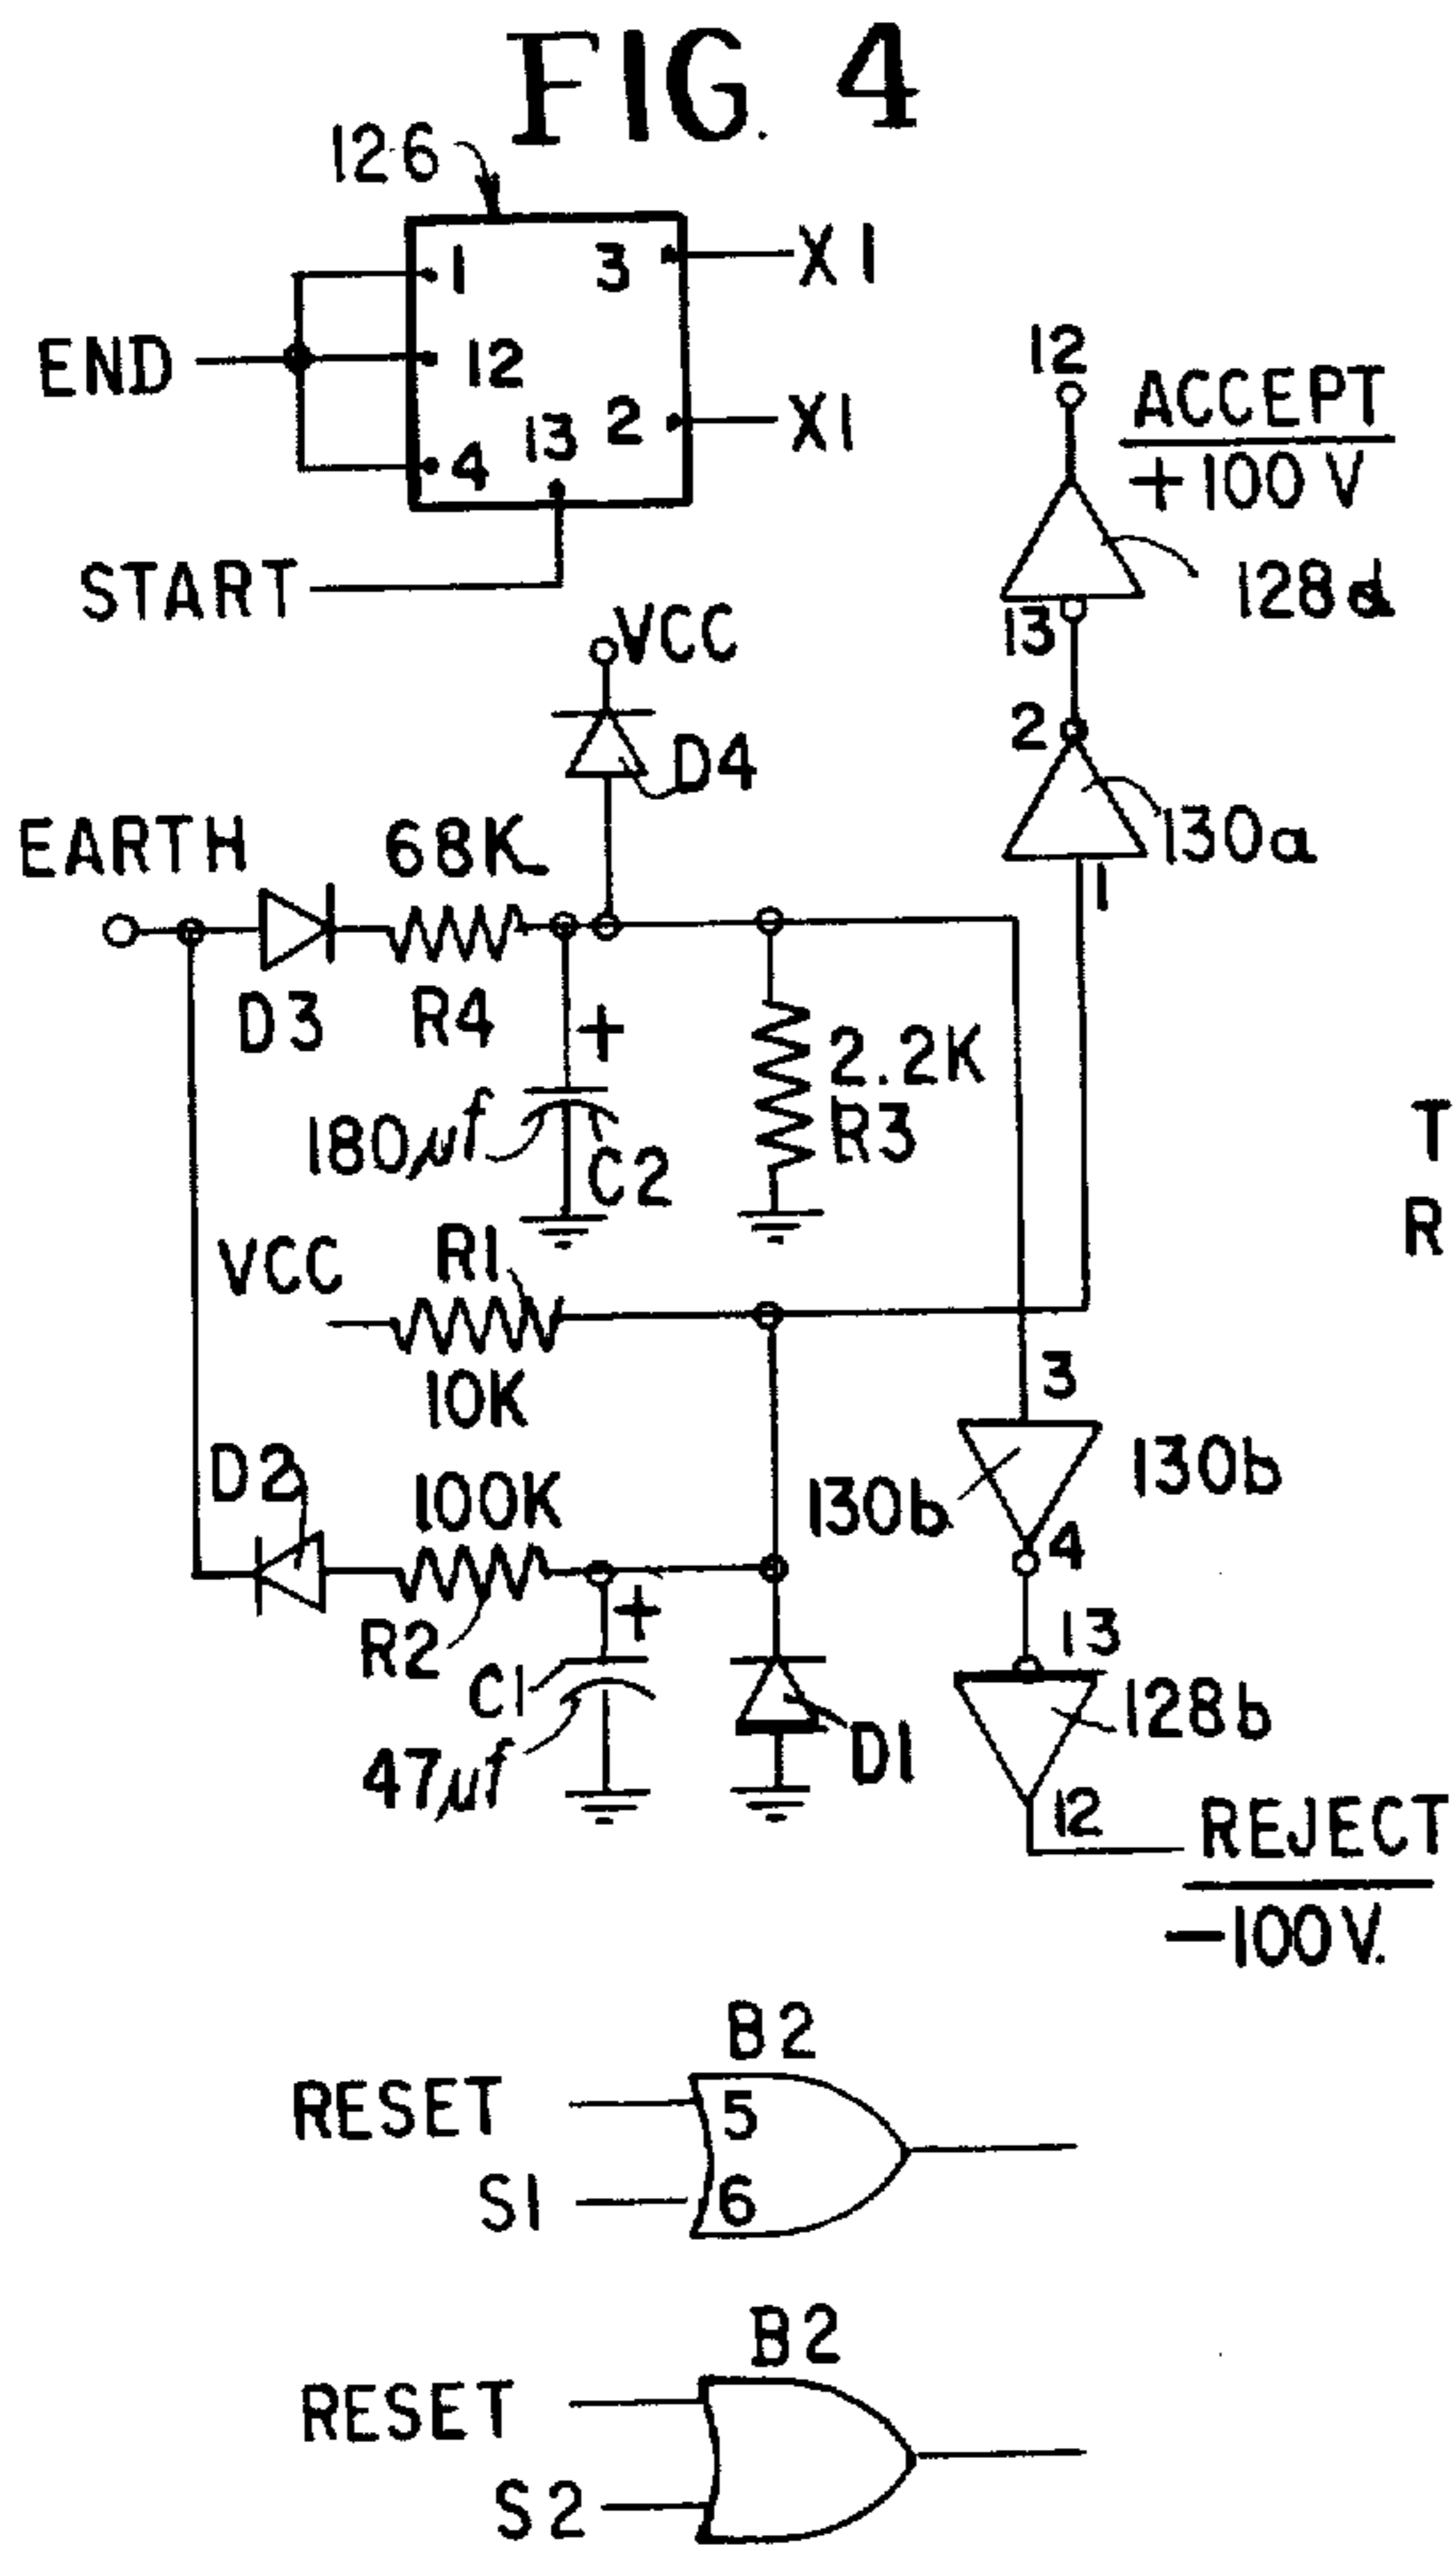 FIG. 4
126
1
3
X1
END
12
13
2
X1
4
START
12
ACCEPT
+100 V
128d
13
VCC
2
D4
130a
EARTH
68K
1
D3
R4
+
2.2K
R3
180µf
C2
T
R
VCC
R1
10K
3
D2
100K
130b
130b
4
R2
+
C1
13
128b
47µf
D1
12
REJECT
-100V.
B2
RESET
5
S1
6
B2
RESET
S2